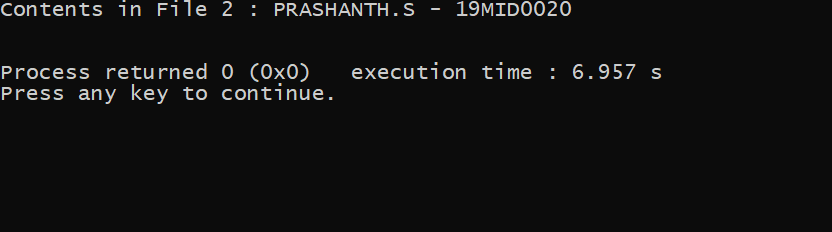 Contents in File 2 : PRASHANTH.S - 19MID0020
Process returned 0 (0x0)   execution time : 6.957 s
Press any key to continue.